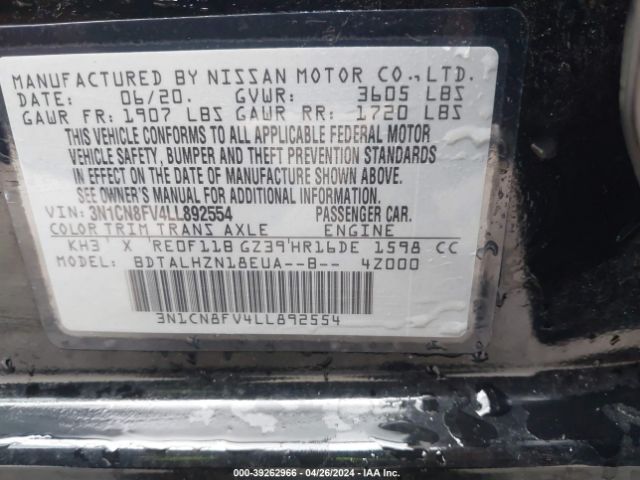 MANUFACTURED BY NISSAN MOTOR CO., LTD.
DATE: 06/20. GVWR: 3605 LBS
GAWR FR: 1907 LBS GAWR RR: 1720 LBS
THIS VEHICLE CONFORMS TO ALL APPLICABLE FEDERAL MOTOR
VEHICLE SAFETY, BUMPER AND THEFT PREVENTION STANDARDS
IN EFFECT ON THE DATE OF MANUFACTURE SHOWN ABOVE.
SEE OWNER'S MANUAL FOR ADDITIONAL INFORMATION.
VIN: 3N1CN8FV4LL892554 PASSENGER CAR.
COLOR TRIM TRANS AXLE ENGINE
KH3 X RE0F11B GZ39 HR16DE 1598 CC
MODEL: BDTALHZN18EUA--B-- 4Z000
3N1CN8FV4LL892554
000-39262966 - 04/26/2024 - IAA Inc.